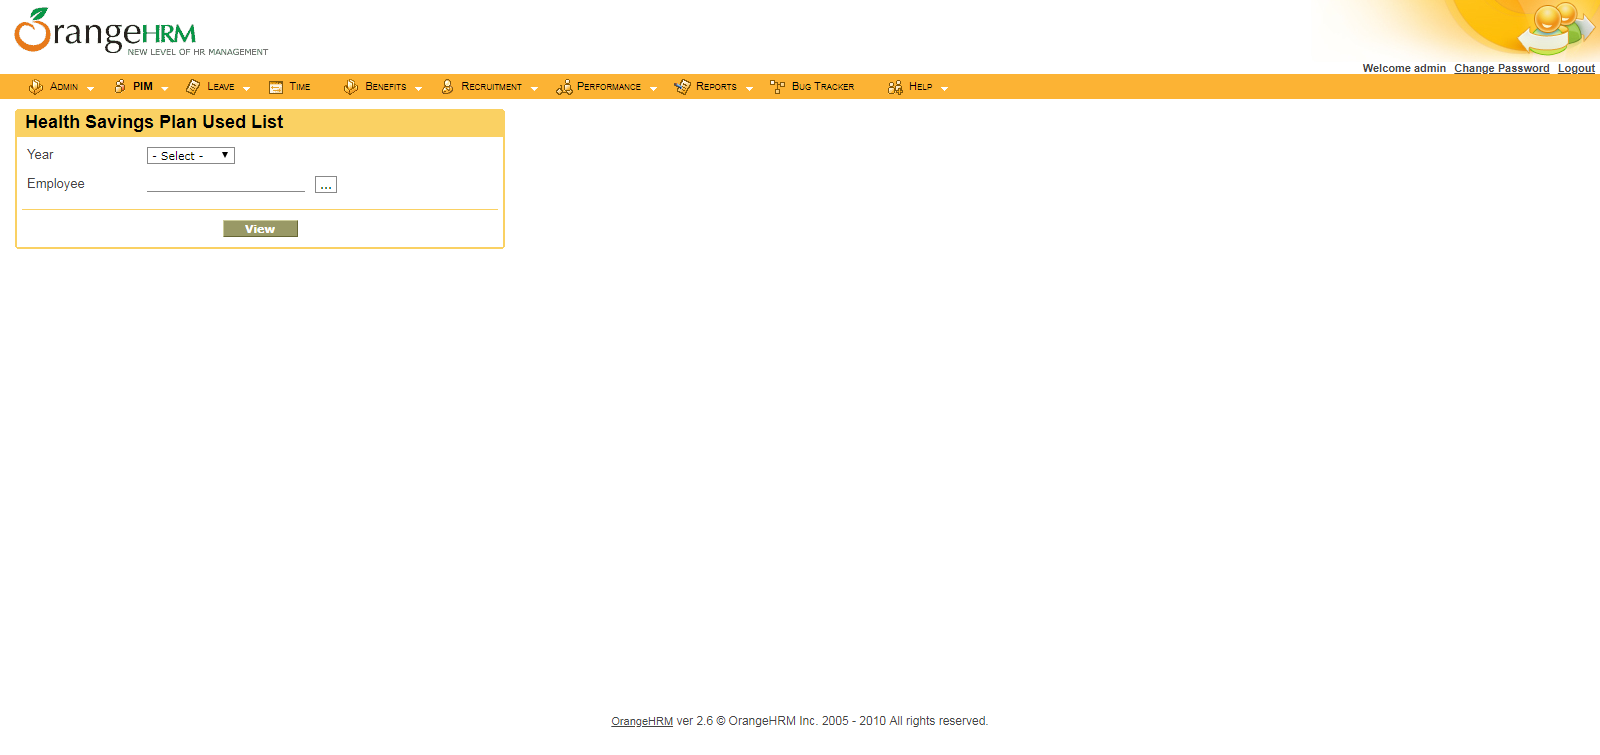 OrangeHRM
NEW LEVEL OF HR MANAGEMENT
Welcome admin Change Password Logout
Admin PIM Leave Time Benefits Recruitment Performance Reports Bug Tracker Help
Health Savings Plan Used List
Year - Select -
Employee ...
View
OrangeHRM ver 2.6 © OrangeHRM Inc. 2005 - 2010 All rights reserved.